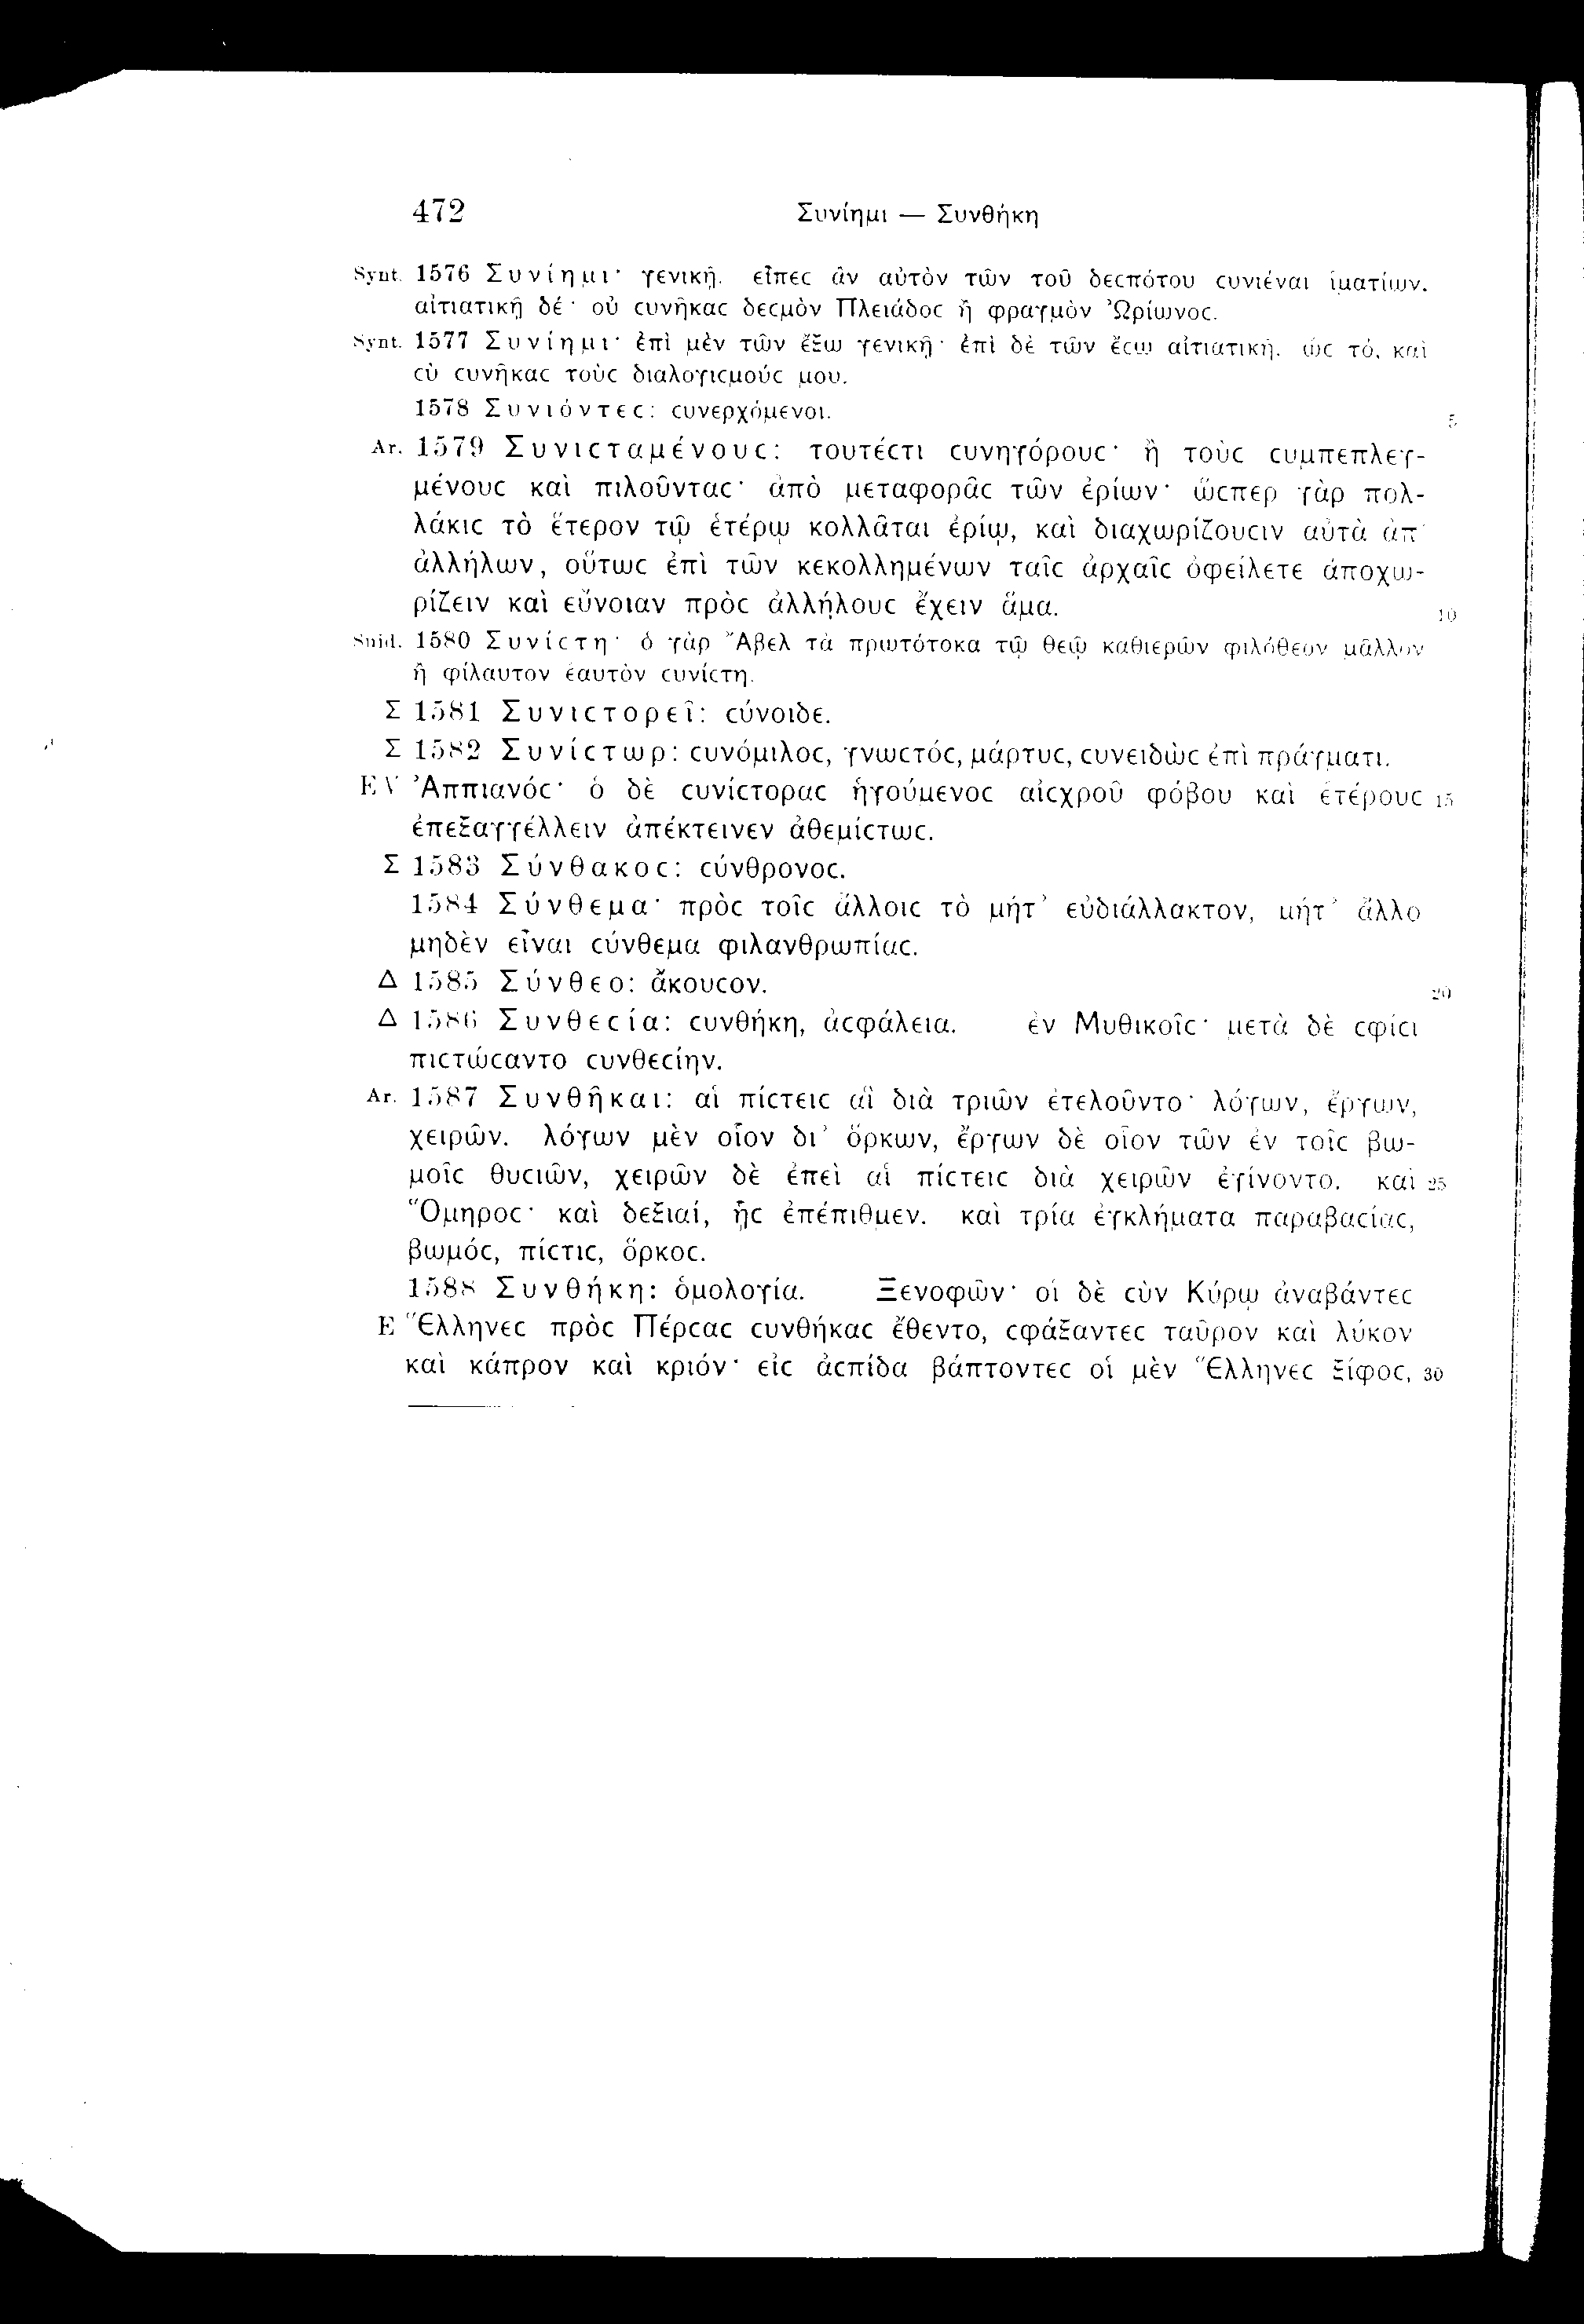 472 Συνίημι — Συνθήκη
Synt. 1576 Συνίημι· γενικῇ. εἶπεϲ ἂν αὐτὸν τῶν τοῦ δεϲπότου ϲυνιέναι ἱματίων.
αἰτιατικῇ δέ· οὐ ϲυνῆκαϲ δεϲμὸν Πλειάδοϲ ἢ φραγμὸν Ὠρίωνοϲ.
Synt. 1577 Συνίημι· ἐπὶ μὲν τῶν ἔξω γενικῇ· ἐπὶ δὲ τῶν ἔϲω αἰτιατικῇ. ὡϲ τό, καὶ
ϲὺ ϲυνῆκαϲ τοὺϲ διαλογιϲμούϲ μου.
1578 Συνιόντεϲ: ϲυνερχόμενοι. 5
Ar. 1579 Συνιϲταμένουϲ: τουτέϲτι ϲυνηγόρουϲ· ἢ τοὺϲ ϲυμπεπλεγ-
μένουϲ καὶ πιλοῦνταϲ· ἀπὸ μεταφορᾶϲ τῶν ἐρίων· ὥϲπερ γὰρ πολ-
λάκιϲ τὸ ἕτερον τῷ ἑτέρῳ κολλᾶται ἐρίῳ, καὶ διαχωρίζουϲιν αὐτὰ ἀπ᾽
ἀλλήλων, οὕτωϲ ἐπὶ τῶν κεκολλημένων ταῖϲ ἀρχαῖϲ ὀφείλετε ἀποχω-
ρίζειν καὶ εὔνοιαν πρὸϲ ἀλλήλουϲ ἔχειν ἅμα. 10
Suid. 1580 Συνίϲτη· ὁ γὰρ Ἄβελ τὰ πρωτότοκα τῷ θεῷ καθιερῶν φιλόθεον μᾶλλον
ἢ φίλαυτον ἑαυτὸν ϲυνίϲτη.
Σ 1581 Συνιϲτορεῖ: ϲύνοιδε.
Σ 1582 Συνίϲτωρ: ϲυνόμιλοϲ, γνωϲτόϲ, μάρτυϲ, ϲυνειδὼϲ ἐπὶ πράγματι.
EV Ἀππιανόϲ· ὁ δὲ ϲυνίϲτοραϲ ἡγούμενοϲ αἰϲχροῦ φόβου καὶ ἑτέρουϲ 15
ἐπεξαγγέλλειν ἀπέκτεινεν ἀθεμίϲτωϲ.
Σ 1583 Σύνθακοϲ: ϲύνθρονοϲ.
1584 Σύνθεμα· πρὸϲ τοῖϲ ἄλλοιϲ τὸ μήτ᾽ εὐδιάλλακτον, μήτ᾽ ἄλλο
μηδὲν εἶναι ϲύνθεμα φιλανθρωπίαϲ.
Δ 1585 Σύνθεο: ἄκουϲον. 20
Δ 1586 Συνθεϲία: ϲυνθήκη, ἀϲφάλεια. ἐν Μυθικοῖϲ· μετὰ δὲ ϲφίϲι
πιϲτώϲαντο ϲυνθεϲίην.
Ar. 1587 Συνθῆκαι: αἱ πίϲτειϲ αἳ διὰ τριῶν ἐτελοῦντο· λόγων, ἔργων,
χειρῶν. λόγων μὲν οἷον δι᾽ ὅρκων, ἔργων δὲ οἷον τῶν ἐν τοῖϲ βω-
μοῖϲ θυϲιῶν, χειρῶν δὲ ἐπεὶ αἱ πίϲτειϲ διὰ χειρῶν ἐγίνοντο. καὶ 25
Ὅμηροϲ· καὶ δεξιαί, ᾗϲ ἐπέπιθμεν. καὶ τρία ἐγκλήματα παραβαϲίαϲ,
βωμόϲ, πίϲτιϲ, ὅρκοϲ.
1588 Συνθήκη: ὁμολογία. Ξενοφῶν· οἱ δὲ ϲὺν Κύρῳ ἀναβάντεϲ
E Ἕλληνεϲ πρὸϲ Πέρϲαϲ ϲυνθήκαϲ ἔθεντο, ϲφάξαντεϲ ταῦρον καὶ λύκον
καὶ κάπρον καὶ κριόν· εἰϲ ἀϲπίδα βάπτοντεϲ οἱ μὲν Ἕλληνεϲ ξίφοϲ, 30